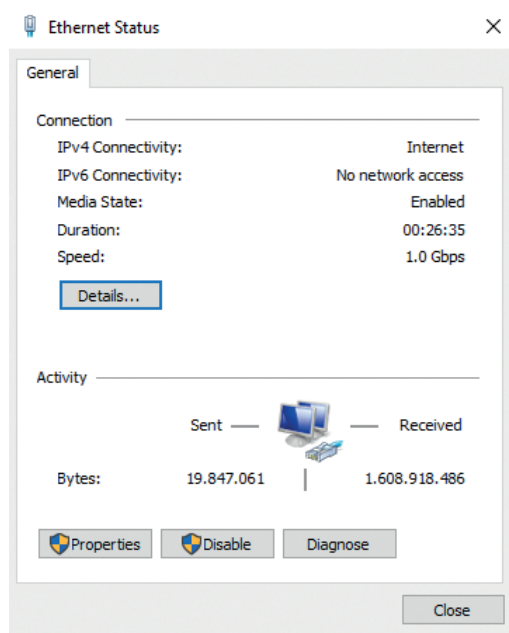 Ethernet Status
General
Connection
IPv4 Connectivity: Internet
IPv6 Connectivity: No network access
Media State: Enabled
Duration: 00:26:35
Speed: 1.0 Gbps
Details...
Activity
Sent Received
Bytes: 19.847.061 1.608.918.486
Properties Disable Diagnose
Close